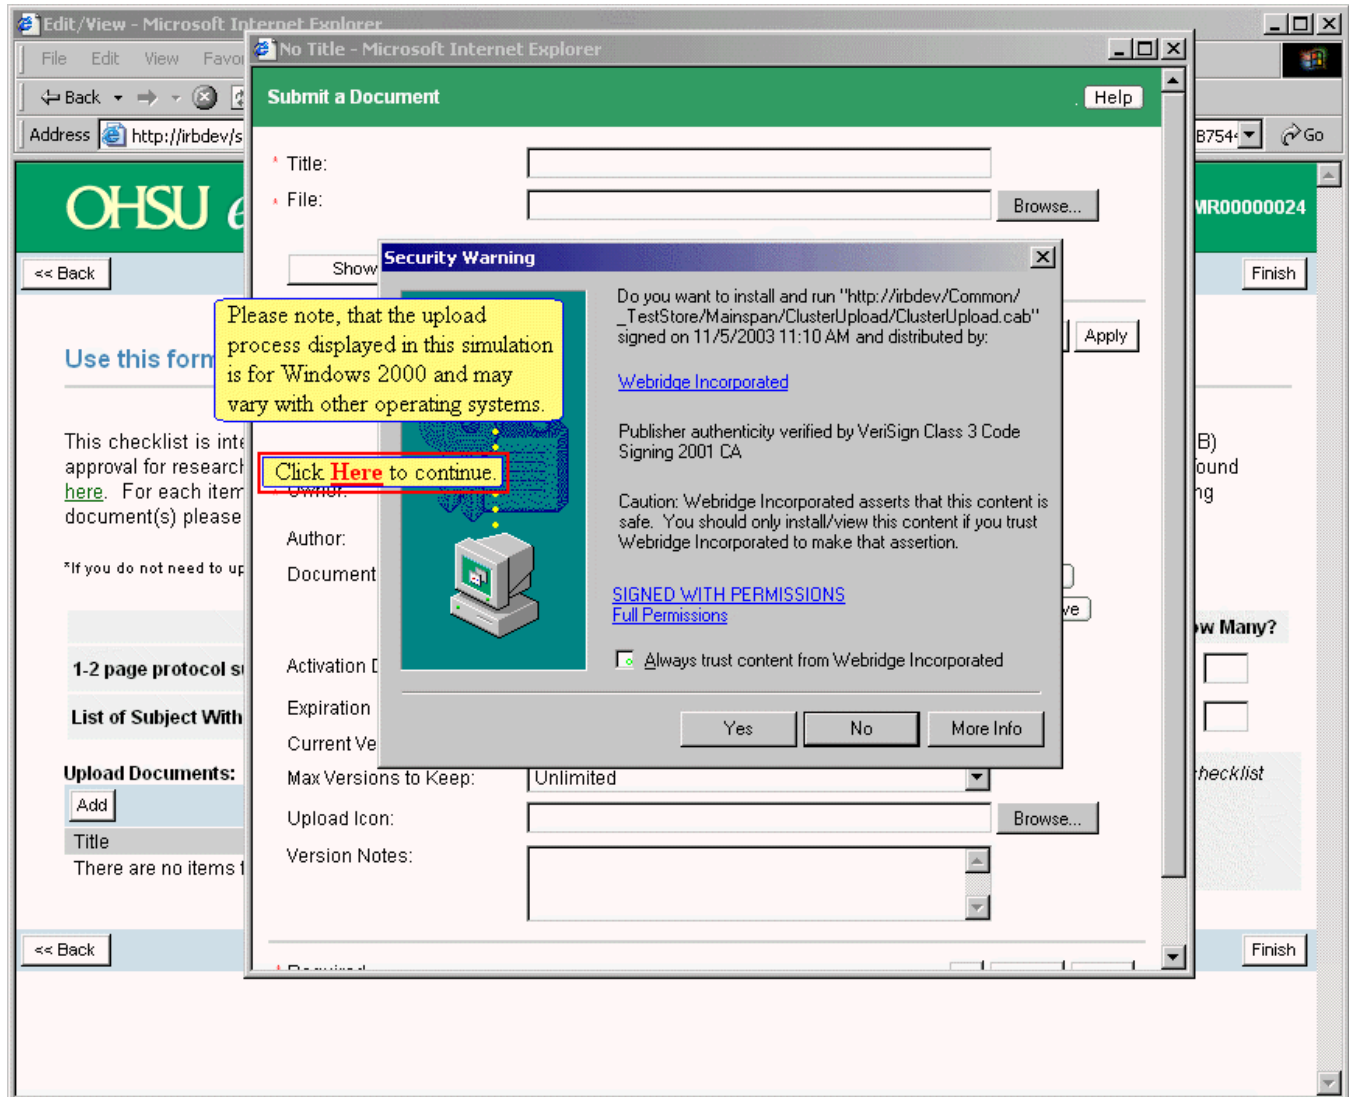 Edit/View - Microsoft Internet Explorer
File Edit View Favor
Back
Address http://irbdev/s
B754
Go
No Title - Microsoft Internet Explorer
Submit a Document
. Help
* Title:
* File:
Browse...
Show
OHSU e
MR00000024
<< Back
Finish
Apply
Use this form
This checklist is inte
approval for research
here. For each item
document(s) please
B)
ound
ng
*If you do not need to up
ow Many?
1-2 page protocol su
List of Subject With
Upload Documents:
hecklist
Add
Title
There are no items f
<< Back
Finish
Owner:
Author:
Document
ve
Activation D
Expiration
Current Ve
Max Versions to Keep:
Unlimited
Upload Icon:
Browse...
Version Notes:
* Required
Security Warning
Do you want to install and run "http://irbdev/Common/
_TestStore/Mainspan/ClusterUpload/ClusterUpload.cab"
signed on 11/5/2003 11:10 AM and distributed by:
Webridge Incorporated
Publisher authenticity verified by VeriSign Class 3 Code
Signing 2001 CA
Caution: Webridge Incorporated asserts that this content is
safe. You should only install/view this content if you trust
Webridge Incorporated to make that assertion.
SIGNED WITH PERMISSIONS
Full Permissions
Always trust content from Webridge Incorporated
Yes
No
More Info
Please note, that the upload
process displayed in this simulation
is for Windows 2000 and may
vary with other operating systems.
Click Here to continue.